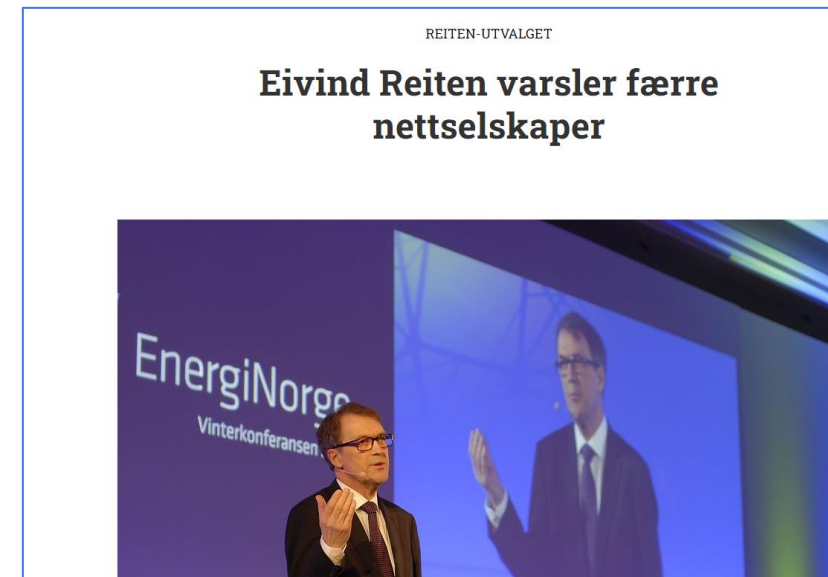 REITEN-UTVALGET
Eivind Reiten varsler færre
nettselskaper
EnergiNorge
Vinterkonferansen